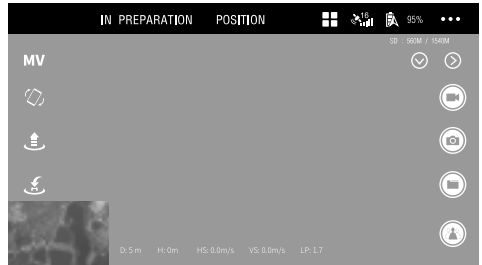 IN PREPARATION POSITION 16 95%
SD : 560M / 1540M
MV
D: 5 m H: 0m HS: 0.0m/s VS: 0.0m/s LP: 1.7